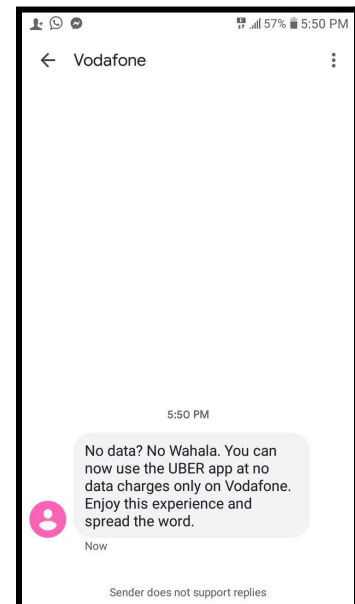 57% 5:50 PM
Vodafone
5:50 PM
No data? No Wahala. You can
now use the UBER app at no
data charges only on Vodafone.
Enjoy this experience and
spread the word.
Now
Sender does not support replies